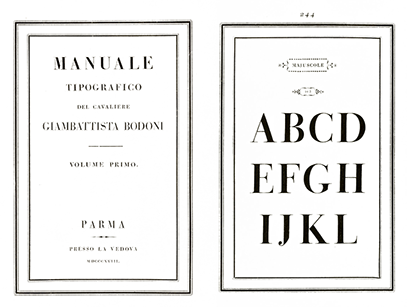 MANUALE
TIPOGRAFICO
DEL CAVALIERE
GIAMBATTISTA BODONI
VOLUME PRIMO.
PARMA
PRESSO LA VEDOVA
244
MAIUSCOLE
ABCD
EFGH
IJKL